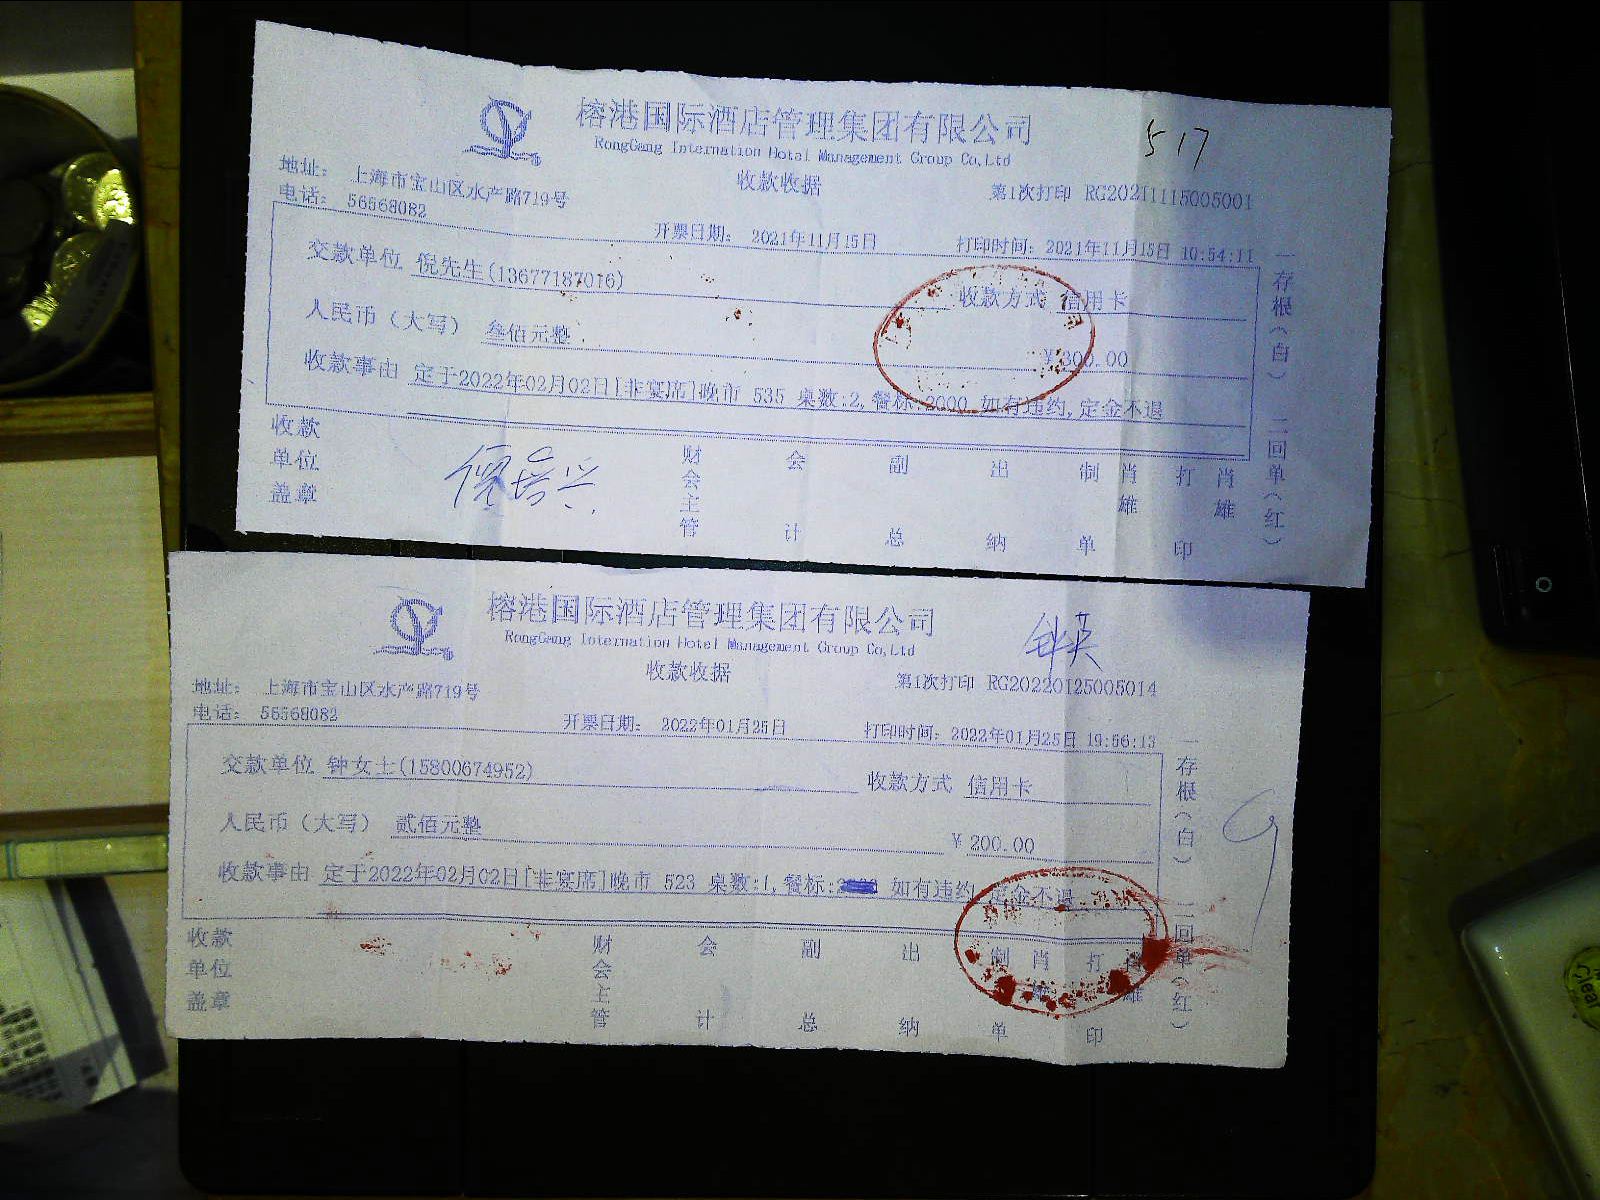 榕港国际酒店管理集团有限公司
517
RongGang Internation Hotal Management Group Co,Ltd
收款收据
地址: 上海市宝山区水产路719号
第1次打印 RG20211115005001
电话: 56568082
开票日期: 2021年11月15日
打印时间: 2021年11月15日 10:54:11
交款单位 倪先生(13677187016)
收款方式 信用卡
人民币(大写) 叁佰元整
¥300.00
收款事由 定于2022年02月02日[非宴席]晚市 535 桌数:2,餐标:2000 如有违约,定金不退
收款单位盖章
财会主管
会计
副总
出纳
制单
肖雄
打印
肖雄
一存根(白) 二回单(红)
榕港国际酒店管理集团有限公司
RongGang Internation Hotal Management Group Co,Ltd
钟英
收款收据
地址: 上海市宝山区水产路719号
第1次打印 RG20220125005014
电话: 56568082
开票日期: 2022年01月25日
打印时间: 2022年01月25日 19:56:13
交款单位 钟女士(15800674952)
收款方式 信用卡
人民币(大写) 贰佰元整
¥200.00
收款事由 定于2022年02月02日[非宴席]晚市 523 桌数:1,餐标: 如有违约 定金不退
收款单位盖章
财会主管
会计
副总
出纳
制单
肖雄
打印
肖雄
一存根(白) 二回单(红)